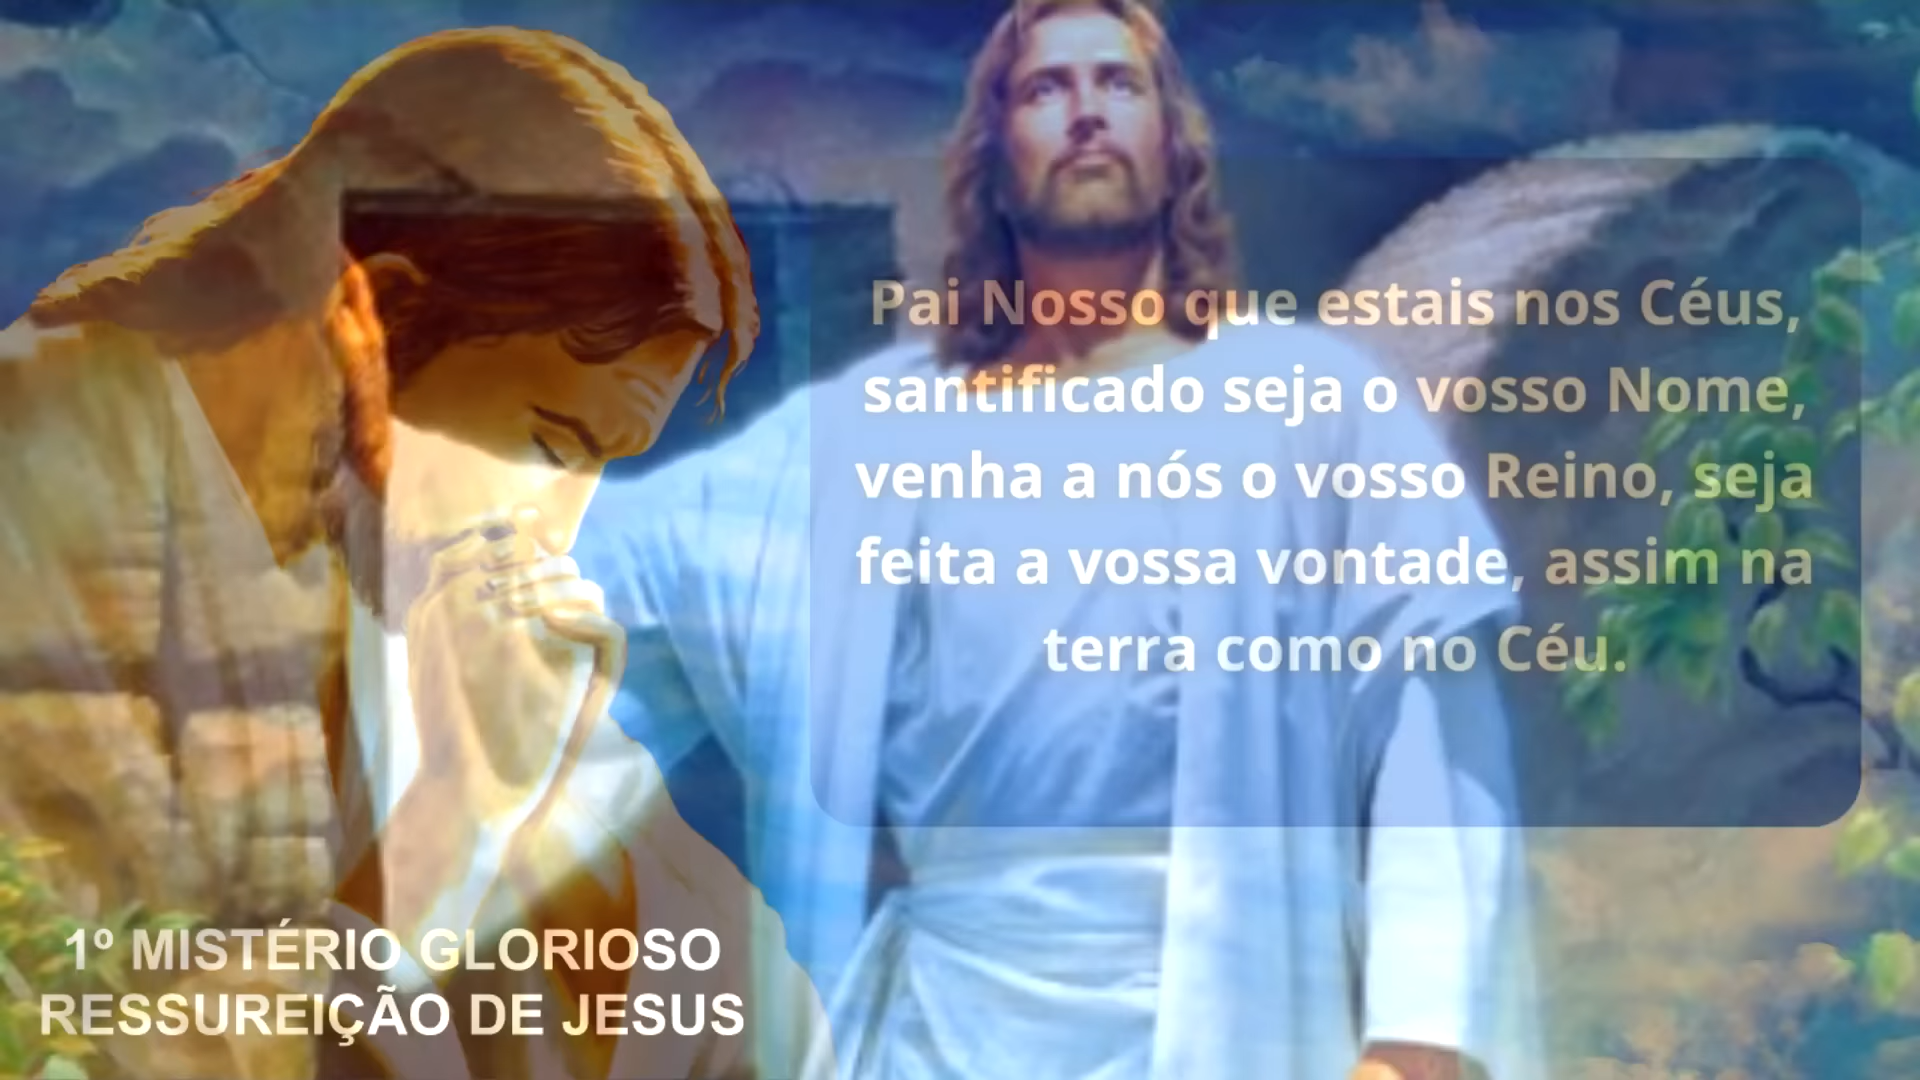 Pai Nosso que estais nos Céus,
santificado seja o vosso Nome,
venha a nós o vosso Reino, seja
feita a vossa vontade, assim na
terra como no Céu.
1º MISTÉRIO GLORIOSO
RESSUREIÇÃO DE JESUS